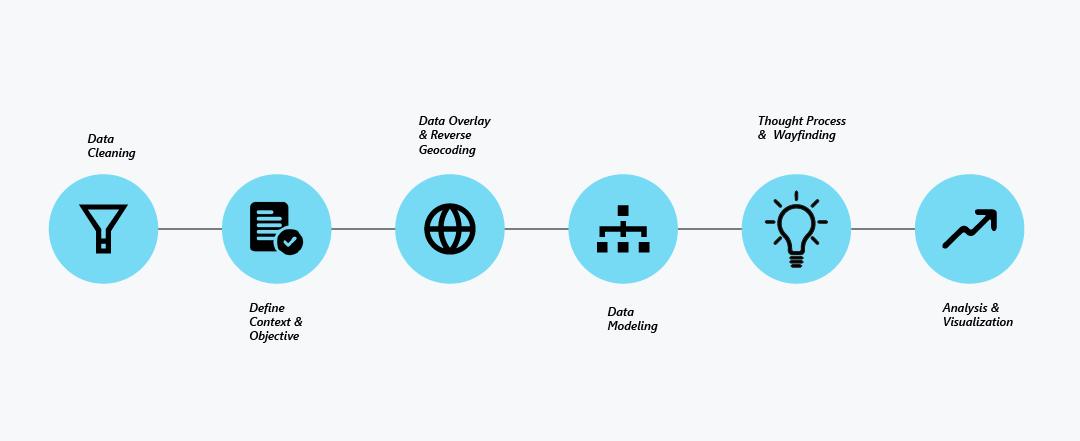 Data
Cleaning
Define
Context &
Objective
Data Overlay
& Reverse
Geocoding
Data
Modeling
Thought Process
&  Wayfinding
Analysis &
Visualization